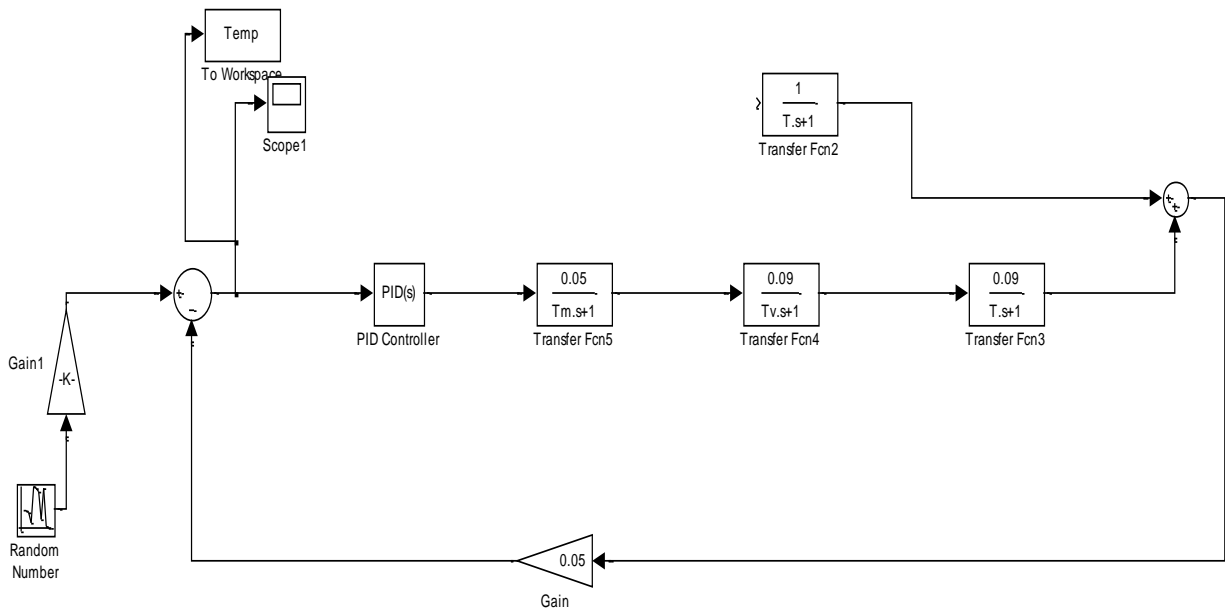 Temp
To Workspace
Scope1
1
T.s+1
Transfer Fcn2
PID(s)
PID Controller
0.05
Tm.s+1
Transfer Fcn5
0.09
Tv.s+1
Transfer Fcn4
0.09
T.s+1
Transfer Fcn3
Gain1
-K-
Random
Number
0.05
Gain